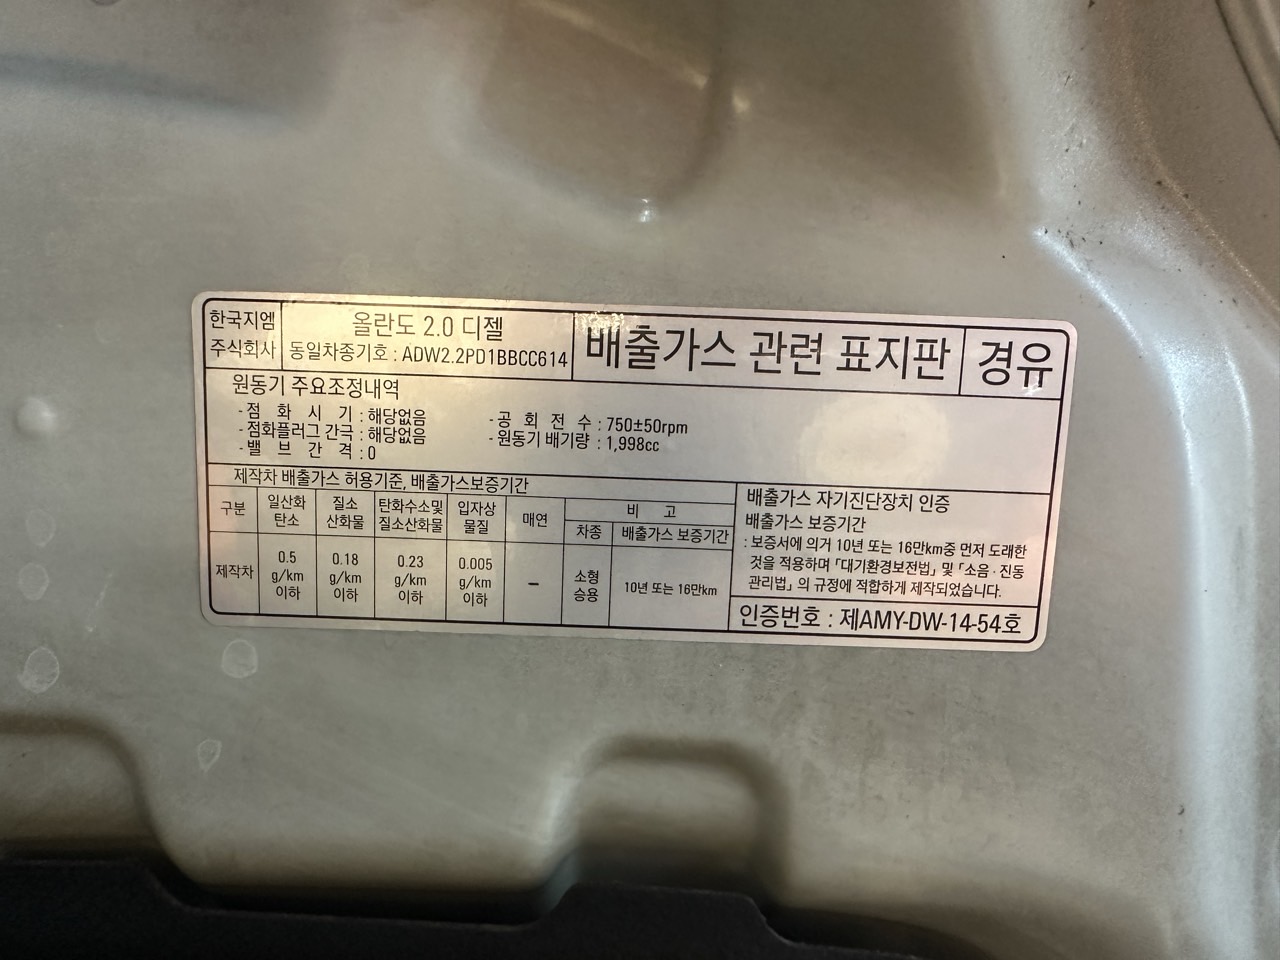 한국지엠
주식회사
올란도 2.0 디젤
동일차종기호 : ADW2.2PD1BBCC614
배출가스 관련 표지판
경유
원동기 주요조정내역
- 점 화 시 기 : 해당없음
- 점화플러그 간극 : 해당없음
- 밸 브 간 격 : 0
- 공 회 전 수 : 750±50rpm
- 원동기 배기량 : 1,998cc
제작차 배출가스 허용기준, 배출가스보증기간
구분
일산화
탄소
질소
산화물
탄화수소및
질소산화물
입자상
물질
매연
비 고
차종
배출가스 보증기간
제작차
0.5
g/km
이하
0.18
g/km
이하
0.23
g/km
이하
0.005
g/km
이하
–
소형
승용
10년 또는 16만km
배출가스 자기진단장치 인증
배출가스 보증기간
: 보증서에 의거 10년 또는 16만km중 먼저 도래한
것을 적용하며 「대기환경보전법」 및 「소음 · 진동
관리법」 의 규정에 적합하게 제작되었습니다.
인증번호 : 제AMY-DW-14-54호